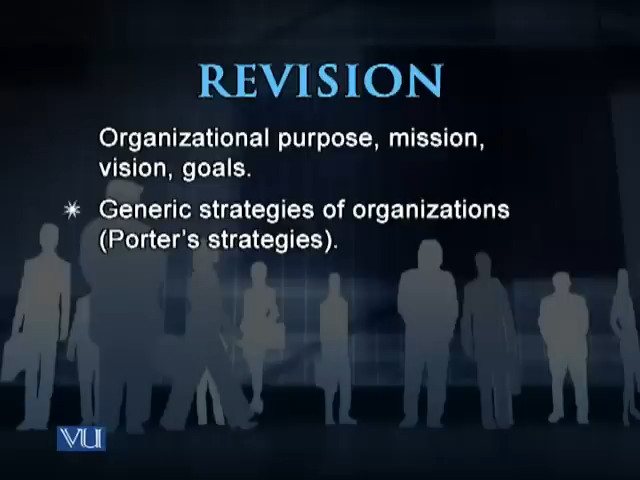 REVISION
Organizational purpose, mission,
vision, goals.
Generic strategies of organizations
(Porter's strategies).
VU